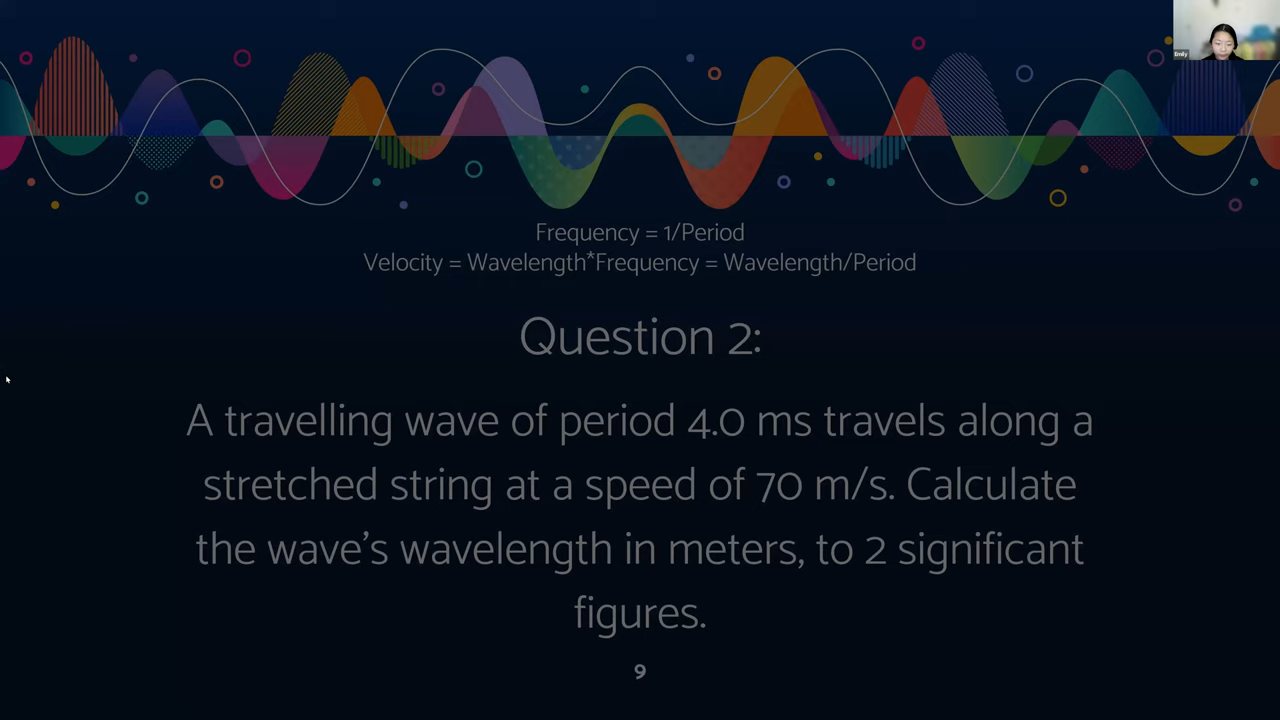 Emily
Frequency = 1/Period
Velocity = Wavelength*Frequency = Wavelength/Period
Question 2:
A travelling wave of period 4.0 ms travels along a
stretched string at a speed of 70 m/s. Calculate
the wave's wavelength in meters, to 2 significant
figures.
9